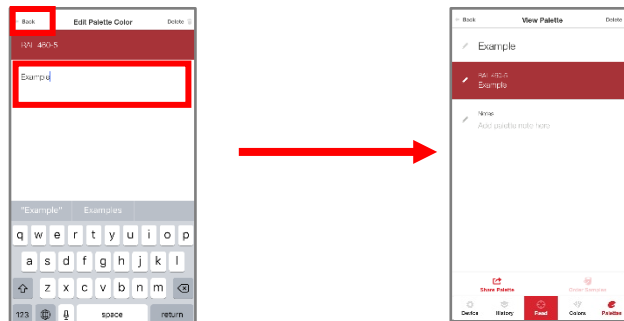 Back Edit Palette Color Delete
RAL 460-5
Example
"Example" Examples
q w e r t y u i o p
a s d f g h j k l
z x c v b n m
123 space return
Back View Palette Delete
Example
RAL 460-5
Example
Notes
Add palette note here
Share Palette Order Samples
Device History Read Colors Palettes